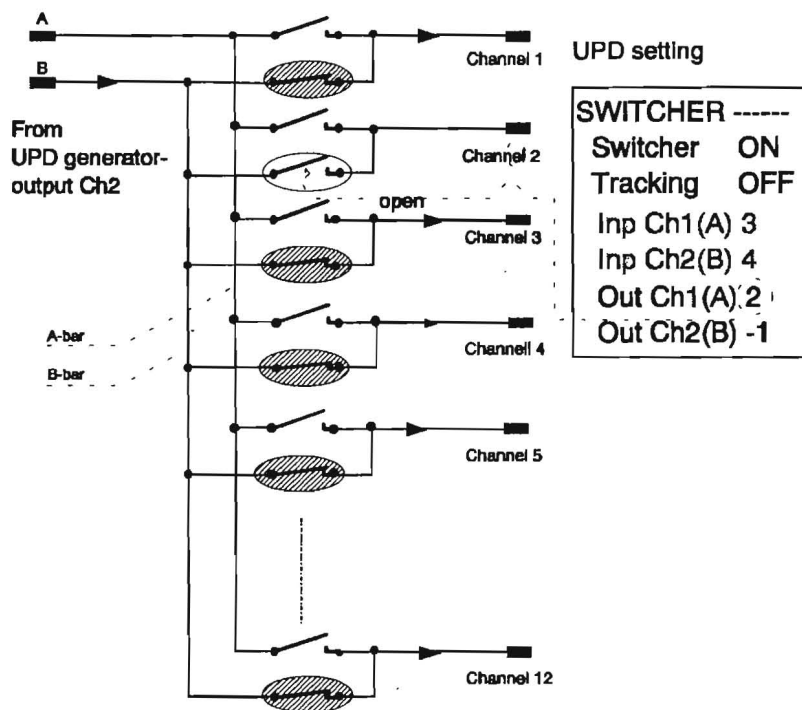 A
B
From
UPD generator-
output Ch2
Channel 1
Channel 2
open
Channel 3
A-bar
B-bar
Channell 4
Channel 5
Channel 12
UPD setting
SWITCHER ------
Switcher ON
Tracking OFF
Inp Ch1(A) 3
Inp Ch2(B) 4
Out Ch1(A) 2
Out Ch2(B) -1